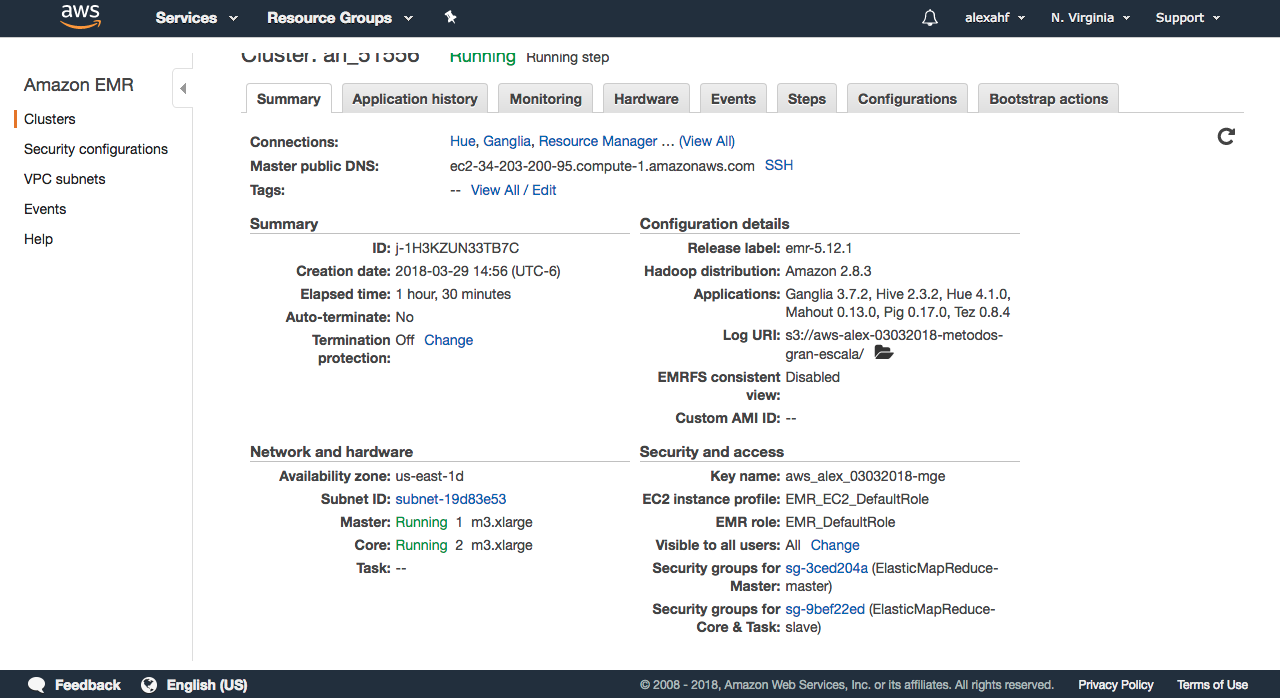 aws Services Resource Groups alexahf N. Virginia Support
Cluster: ah_51556 Running Running step
Amazon EMR
Clusters
Security configurations
VPC subnets
Events
Help
Summary Application history Monitoring Hardware Events Steps Configurations Bootstrap actions
Connections: Hue, Ganglia, Resource Manager … (View All)
Master public DNS: ec2-34-203-200-95.compute-1.amazonaws.com SSH
Tags: -- View All / Edit
Summary
ID: j-1H3KZUN33TB7C
Creation date: 2018-03-29 14:56 (UTC-6)
Elapsed time: 1 hour, 30 minutes
Auto-terminate: No
Termination Off Change
protection:
Configuration details
Release label: emr-5.12.1
Hadoop distribution: Amazon 2.8.3
Applications: Ganglia 3.7.2, Hive 2.3.2, Hue 4.1.0,
Mahout 0.13.0, Pig 0.17.0, Tez 0.8.4
Log URI: s3://aws-alex-03032018-metodos-
gran-escala/
EMRFS consistent Disabled
view:
Custom AMI ID: --
Network and hardware
Availability zone: us-east-1d
Subnet ID: subnet-19d83e53
Master: Running 1 m3.xlarge
Core: Running 2 m3.xlarge
Task: --
Security and access
Key name: aws_alex_03032018-mge
EC2 instance profile: EMR_EC2_DefaultRole
EMR role: EMR_DefaultRole
Visible to all users: All Change
Security groups for sg-3ced204a (ElasticMapReduce-
Master: master)
Security groups for sg-9bef22ed (ElasticMapReduce-
Core & Task: slave)
Feedback English (US) © 2008 - 2018, Amazon Web Services, Inc. or its affiliates. All rights reserved. Privacy Policy Terms of Use